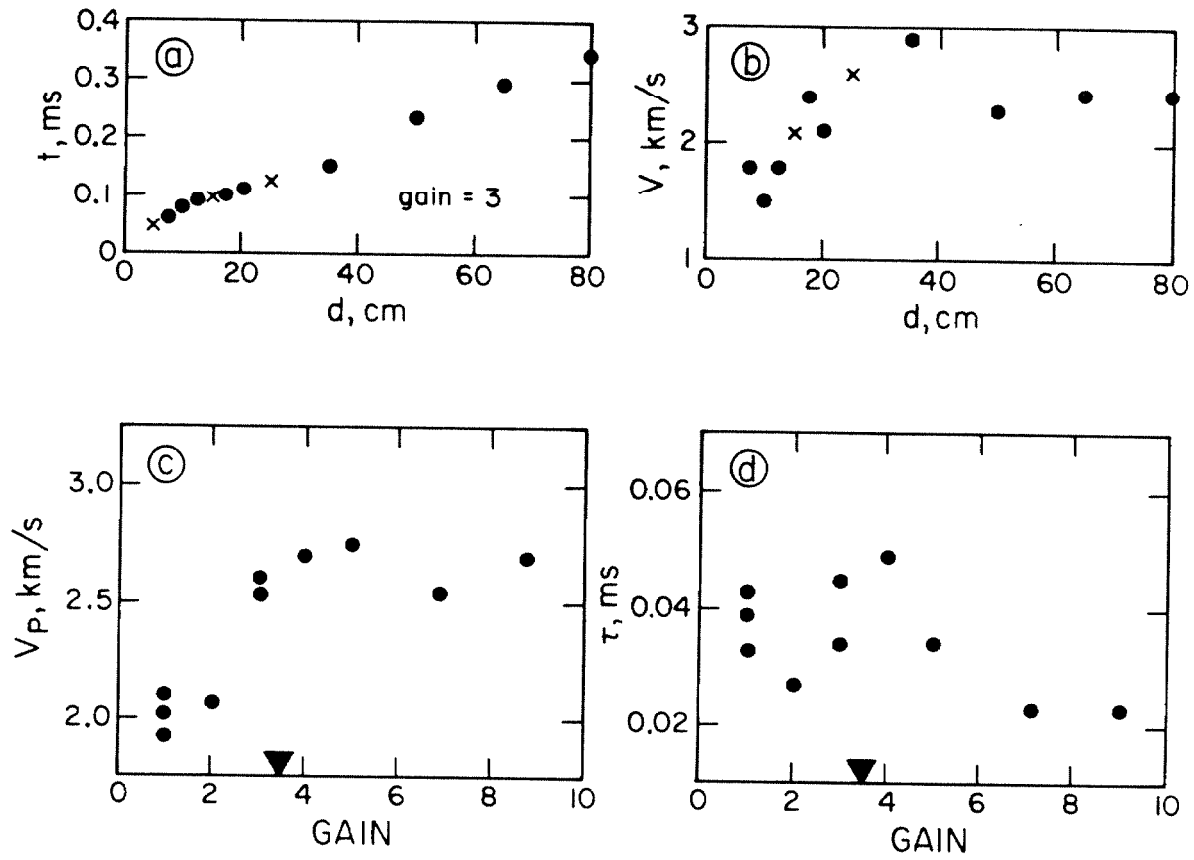 0.4
0.3
0.2
0.1
0
t, ms
a
gain = 3
0 20 40 60 80
d, cm
3
2
1
V, km/s
b
0 20 40 60 80
d, cm
3.0
2.5
2.0
VP, km/s
c
0 2 4 6 8 10
GAIN
0.06
0.04
0.02
τ, ms
d
0 2 4 6 8 10
GAIN